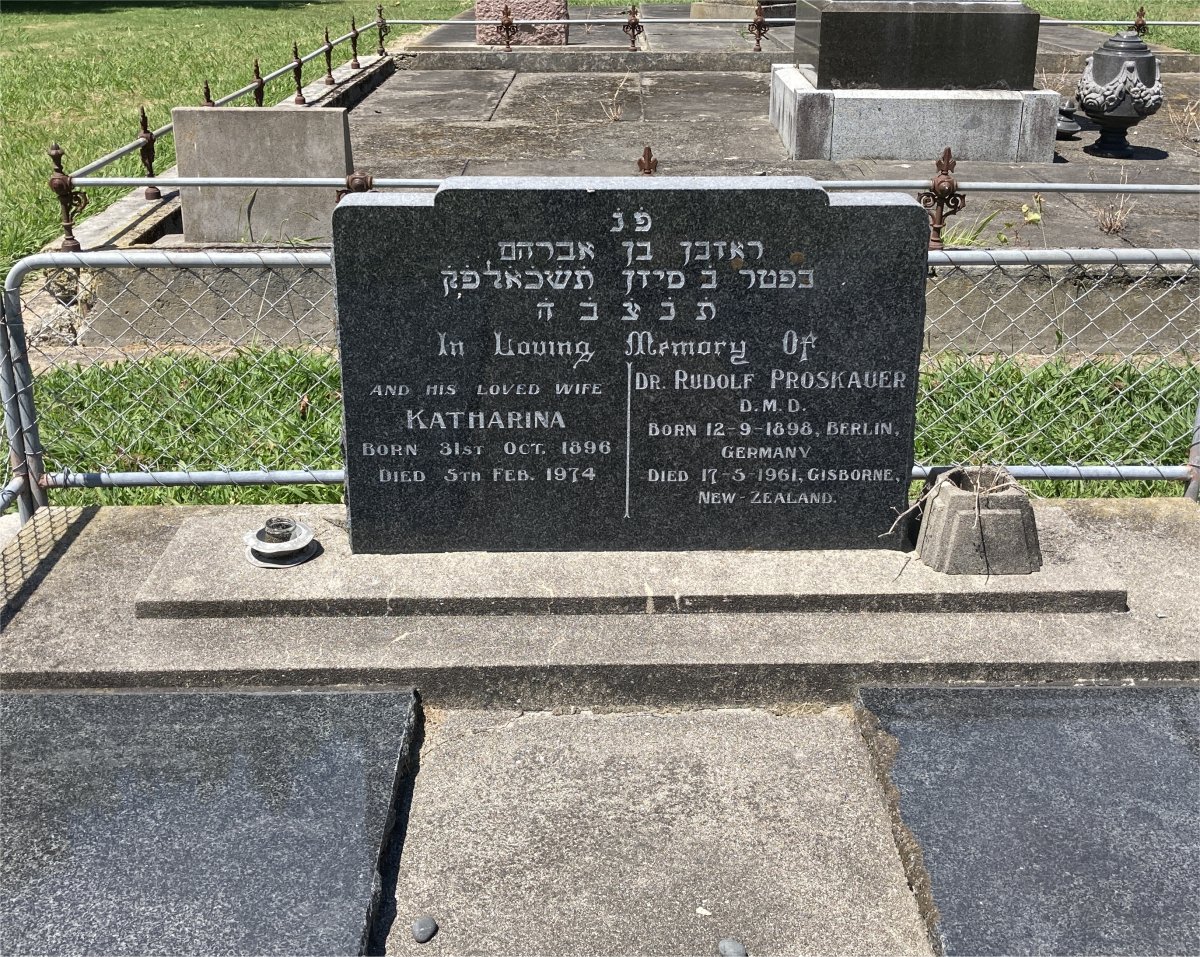 פ נ
ראובן בן אברהם
נפטר ב סיון תשכאלפק
ת נ צ ב ה
In Loving Memory Of
AND HIS LOVED WIFE
KATHARINA
BORN 31ST OCT. 1896
DIED 5TH FEB. 1974
DR. RUDOLF PROSKAUER
D.M.D.
BORN 12-9-1898, BERLIN,
GERMANY
DIED 17-5-1961, GISBORNE,
NEW-ZEALAND.